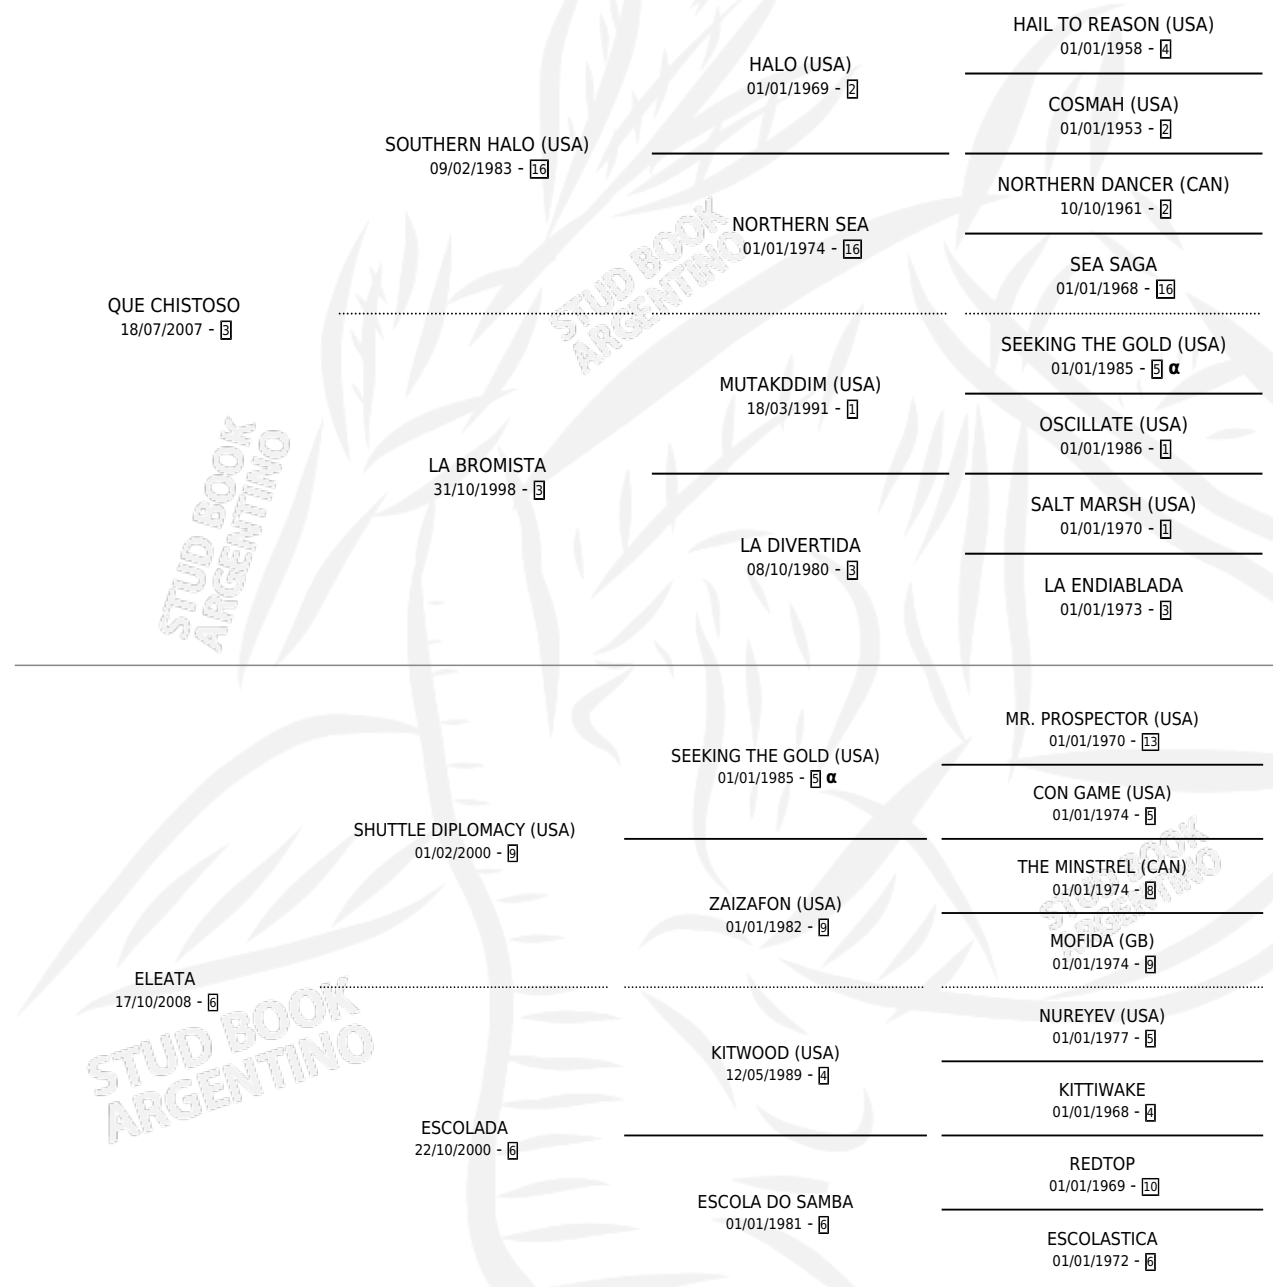 HAIL TO REASON (USA)
01/01/1958 - 4
HALO (USA)
01/01/1969 - 2
COSMAH (USA)
01/01/1953 - 2
SOUTHERN HALO (USA)
09/02/1983 - 16
NORTHERN DANCER (CAN)
10/10/1961 - 2
NORTHERN SEA
01/01/1974 - 16
SEA SAGA
01/01/1968 - 16
QUE CHISTOSO
18/07/2007 - 3
SEEKING THE GOLD (USA)
01/01/1985 - 5 α
MUTAKDDIM (USA)
18/03/1991 - 1
OSCILLATE (USA)
01/01/1986 - 1
LA BROMISTA
31/10/1998 - 3
SALT MARSH (USA)
01/01/1970 - 1
LA DIVERTIDA
08/10/1980 - 3
LA ENDIABLADA
01/01/1973 - 3
MR. PROSPECTOR (USA)
01/01/1970 - 13
SEEKING THE GOLD (USA)
01/01/1985 - 5 α
CON GAME (USA)
01/01/1974 - 5
SHUTTLE DIPLOMACY (USA)
01/02/2000 - 9
THE MINSTREL (CAN)
01/01/1974 - 8
ZAIZAFON (USA)
01/01/1982 - 9
MOFIDA (GB)
01/01/1974 - 9
ELEATA
17/10/2008 - 6
NUREYEV (USA)
01/01/1977 - 5
KITWOOD (USA)
12/05/1989 - 4
KITTIWAKE
01/01/1968 - 4
ESCOLADA
22/10/2000 - 6
REDTOP
01/01/1969 - 10
ESCOLA DO SAMBA
01/01/1981 - 6
ESCOLASTICA
01/01/1972 - 6
STUD BOOK
ARGENTINO
STUD BOOK
ARGENTINO
STUD BOOK
ARGENTINO
STUD BOOK
ARGENTINO